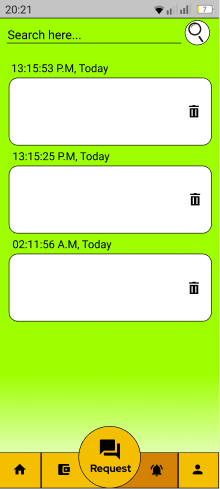 20:21
7
Search here...
13:15:53 P.M, Today
13:15:25 P.M, Today
02:11:56 A.M, Today
Request